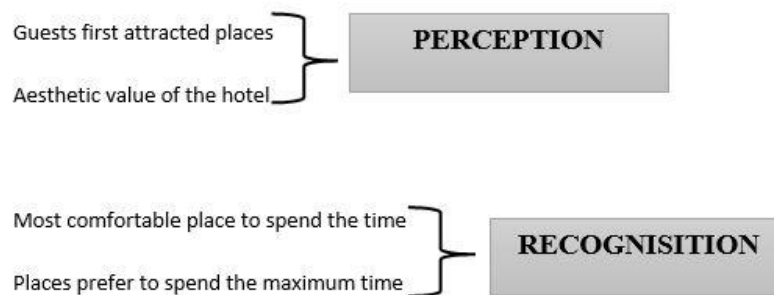 Guests first attracted places
PERCEPTION
Aesthetic value of the hotel
Most comfortable place to spend the time
RECOGNISITION
Places prefer to spend the maximum time